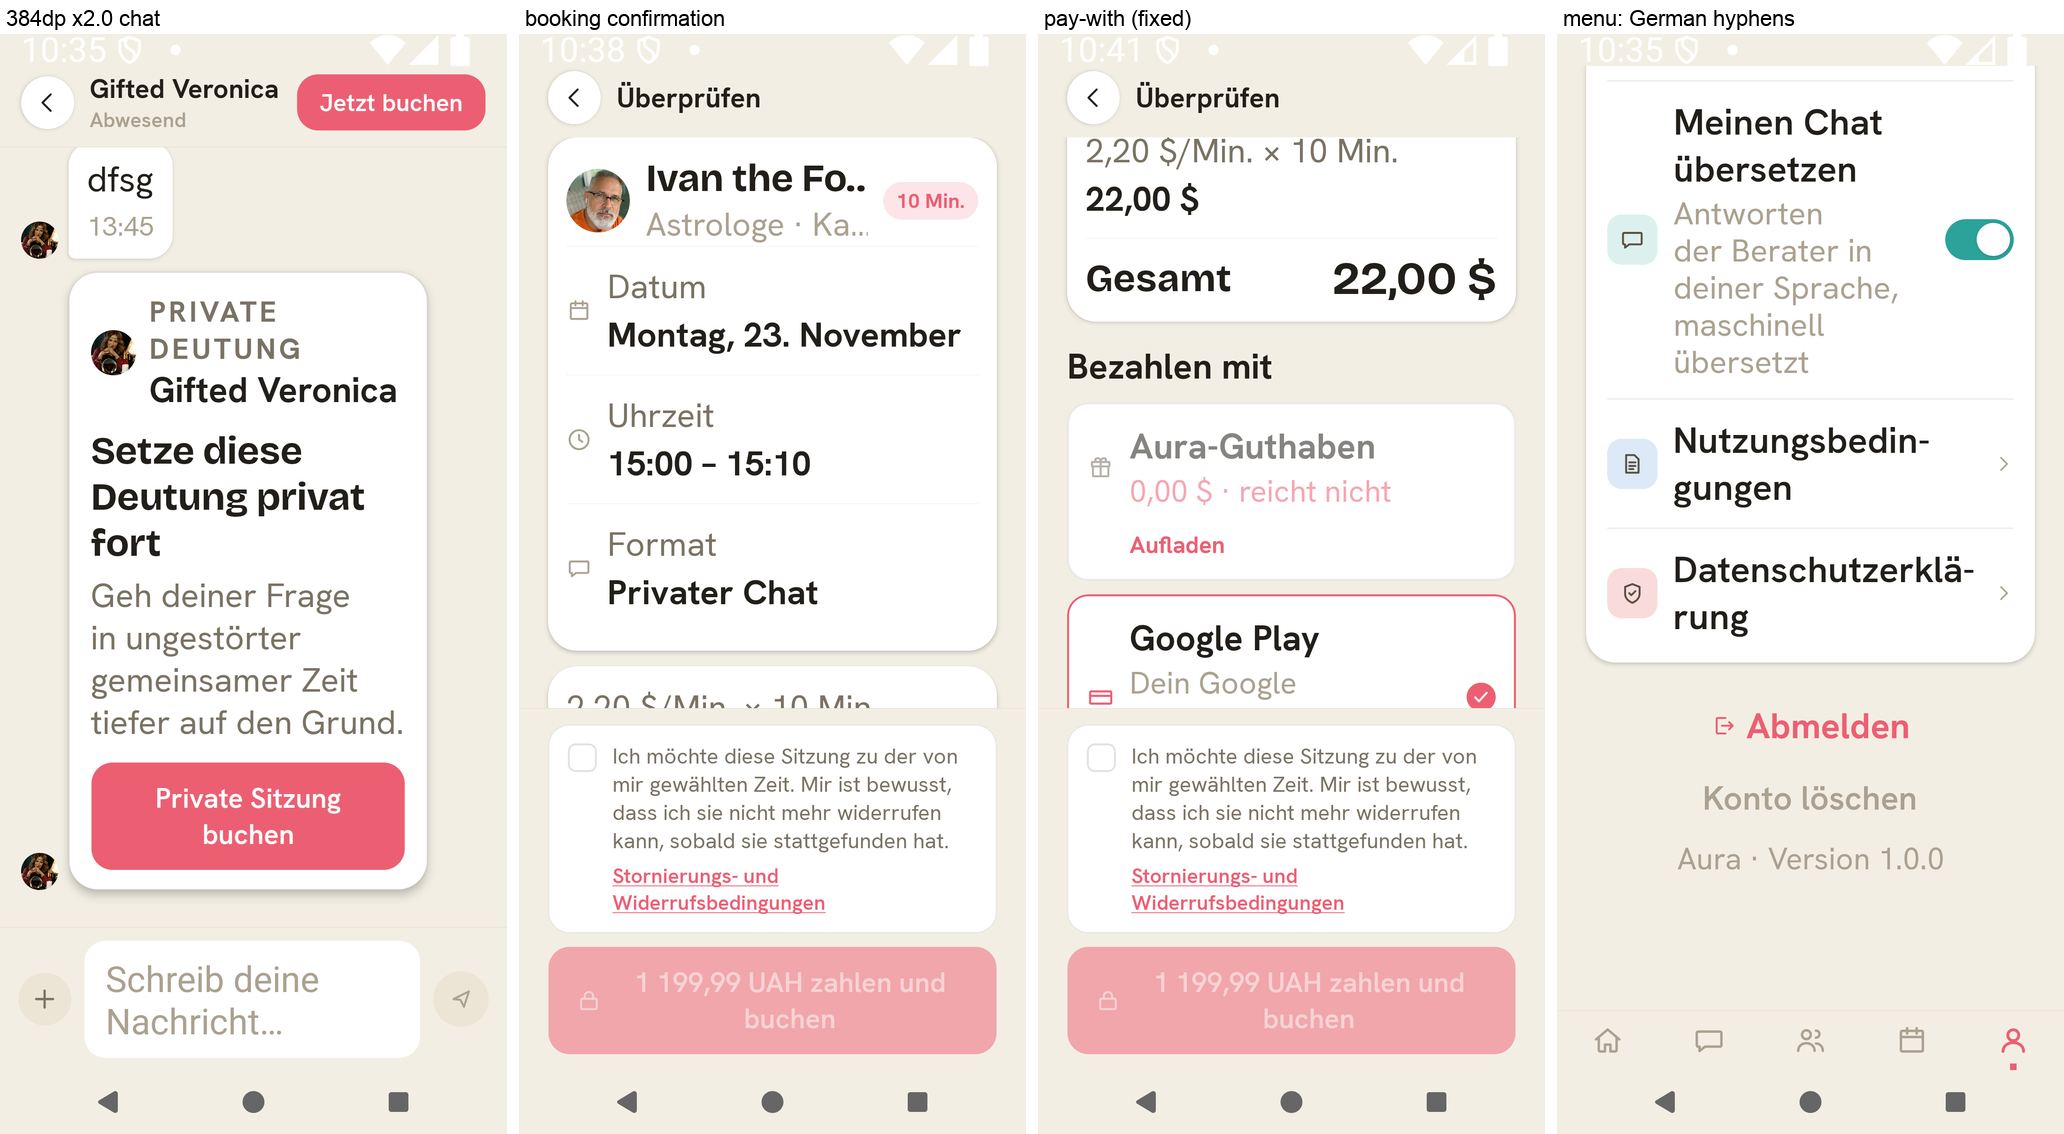 384dp x2.0 chat
10:35
Gifted Veronica
Abwesend
Jetzt buchen
dfsg
13:45
PRIVATE
DEUTUNG
Gifted Veronica
Setze diese
Deutung privat
fort
Geh deiner Frage
in ungestörter
gemeinsamer Zeit
tiefer auf den Grund.
Private Sitzung
buchen
Schreib deine
Nachricht...
booking confirmation
10:38
Überprüfen
Ivan the Fo..
Astrologe · Ka...
10 Min.
Datum
Montag, 23. November
Uhrzeit
15:00 – 15:10
Format
Privater Chat
2,20 $/Min. × 10 Min.
Ich möchte diese Sitzung zu der von
mir gewählten Zeit. Mir ist bewusst,
dass ich sie nicht mehr widerrufen
kann, sobald sie stattgefunden hat.
Stornierungs- und
Widerrufsbedingungen
1 199,99 UAH zahlen und
buchen
pay-with (fixed)
10:41
Überprüfen
2,20 $/Min. × 10 Min.
22,00 $
Gesamt 22,00 $
Bezahlen mit
Aura-Guthaben
0,00 $ · reicht nicht
Aufladen
Google Play
Dein Google
Ich möchte diese Sitzung zu der von
mir gewählten Zeit. Mir ist bewusst,
dass ich sie nicht mehr widerrufen
kann, sobald sie stattgefunden hat.
Stornierungs- und
Widerrufsbedingungen
1 199,99 UAH zahlen und
buchen
menu: German hyphens
10:35
Meinen Chat
übersetzen
Antworten
der Berater in
deiner Sprache,
maschinell
übersetzt
Nutzungsbedin-
gungen
Datenschutzerklä-
rung
Abmelden
Konto löschen
Aura · Version 1.0.0